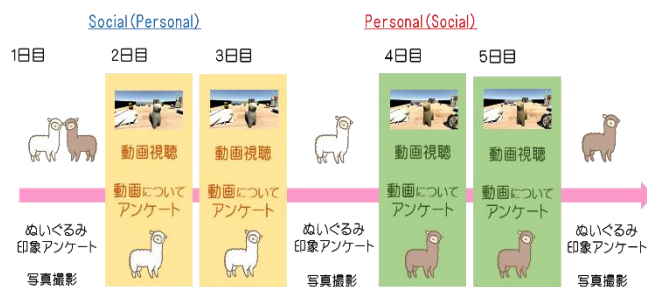 Social(Personal)
Personal(Social)
1日目
2日目
3日目
4日目
5日目
動画視聴
動画について
アンケート
動画視聴
動画について
アンケート
動画視聴
動画について
アンケート
動画視聴
動画について
アンケート
ぬいぐるみ
印象アンケート
写真撮影
ぬいぐるみ
印象アンケート
写真撮影
ぬいぐるみ
印象アンケート
写真撮影